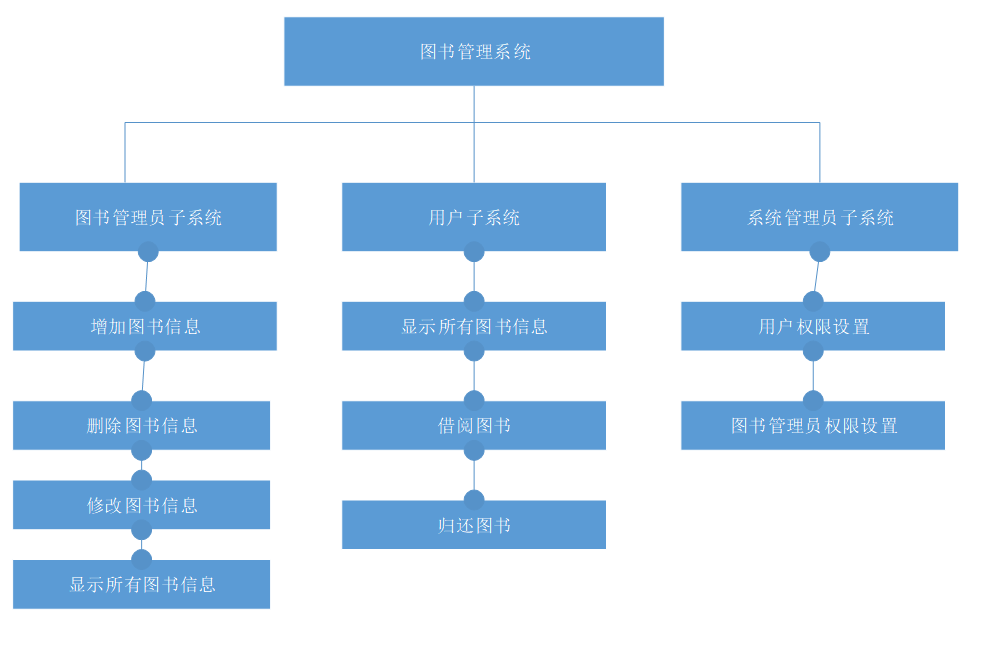 图书管理系统
图书管理员子系统
用户子系统
系统管理员子系统
增加图书信息
显示所有图书信息
用户权限设置
删除图书信息
借阅图书
图书管理员权限设置
修改图书信息
归还图书
显示所有图书信息